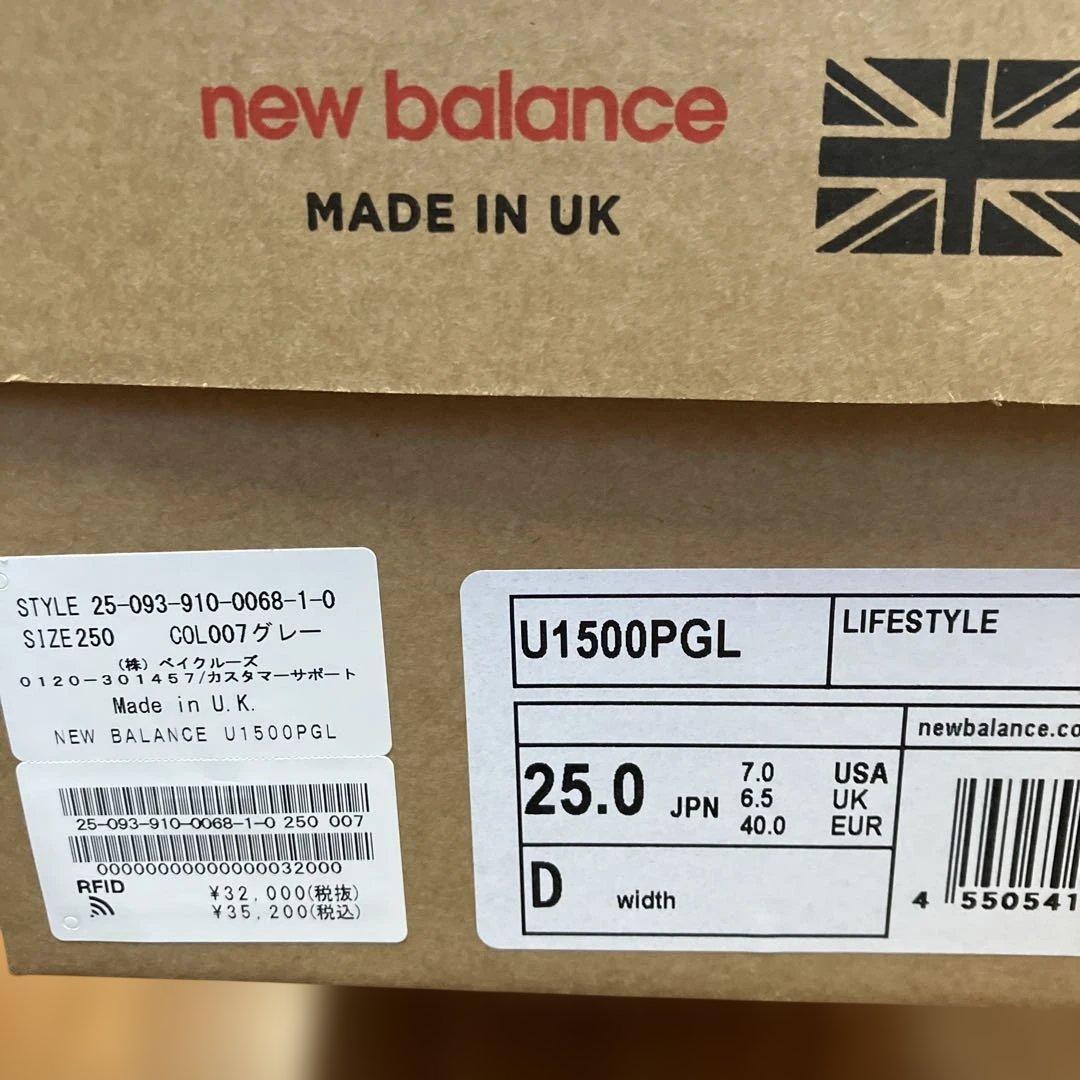 new balance
MADE IN UK
STYLE 25-093-910-0068-1-0
SIZE250 COL007グレー
(株) ベイクルーズ
0120-301457/カスタマーサポート
Made in U.K.
NEW BALANCE U1500PGL
25-093-910-0068-1-0 250 007
00000000000000032000
RFID
¥32,000(税抜)
¥35,200(税込)
U1500PGL
LIFESTYLE
newbalance.co
25.0 JPN
7.0 USA
6.5 UK
40.0 EUR
D width
4 550541